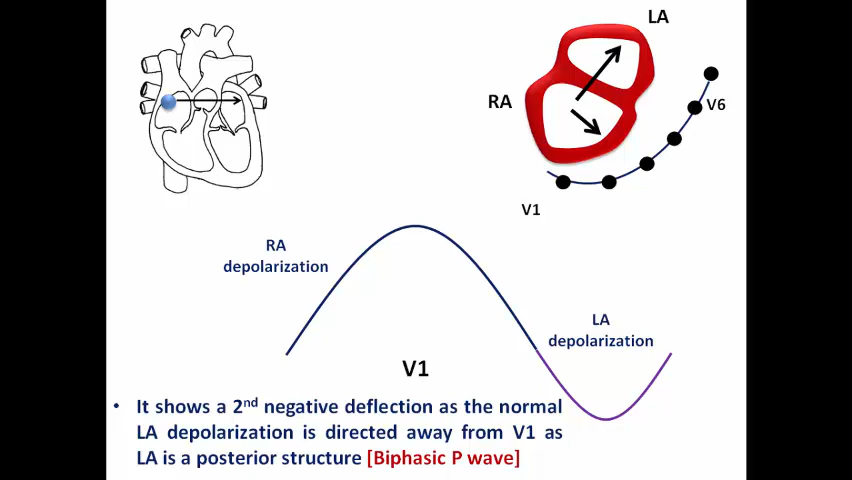 LA
RA
V6
V1
RA
depolarization
LA
depolarization
V1
• It shows a 2nd negative deflection as the normal
LA depolarization is directed away from V1 as
LA is a posterior structure [Biphasic P wave]